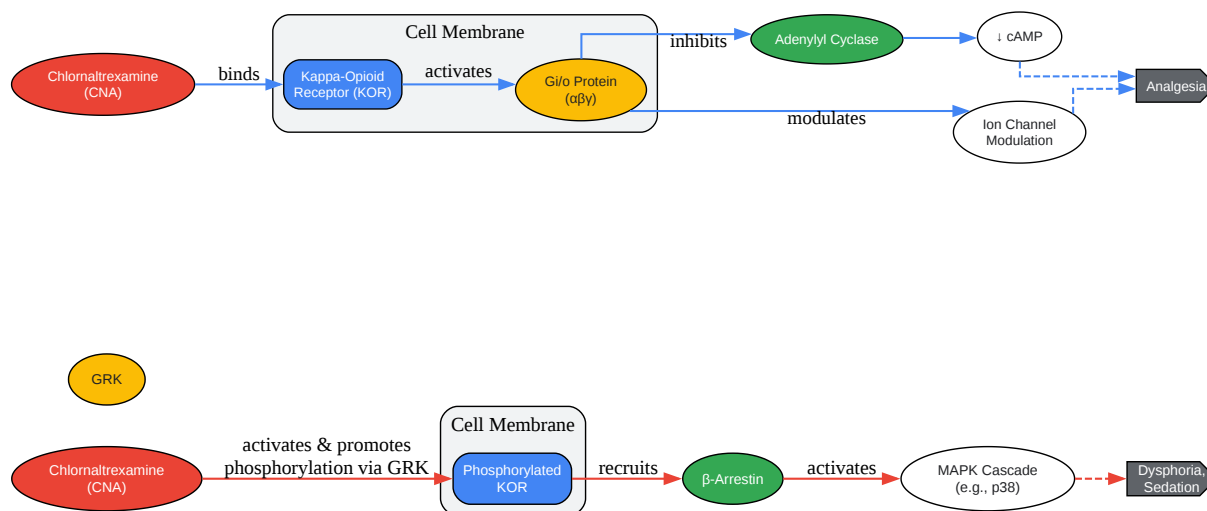 Cell Membrane
Chlornaltrexamine
(CNA)
binds
Kappa-Opioid
Receptor (KOR)
activates
Gi/o Protein
(αβγ)
inhibits
Adenylyl Cyclase
↓ cAMP
modulates
Ion Channel
Modulation
Analgesia
GRK
Chlornaltrexamine
(CNA)
activates & promotes
phosphorylation via GRK
Cell Membrane
Phosphorylated
KOR
recruits
β-Arrestin
activates
MAPK Cascade
(e.g., p38)
Dysphoria,
Sedation